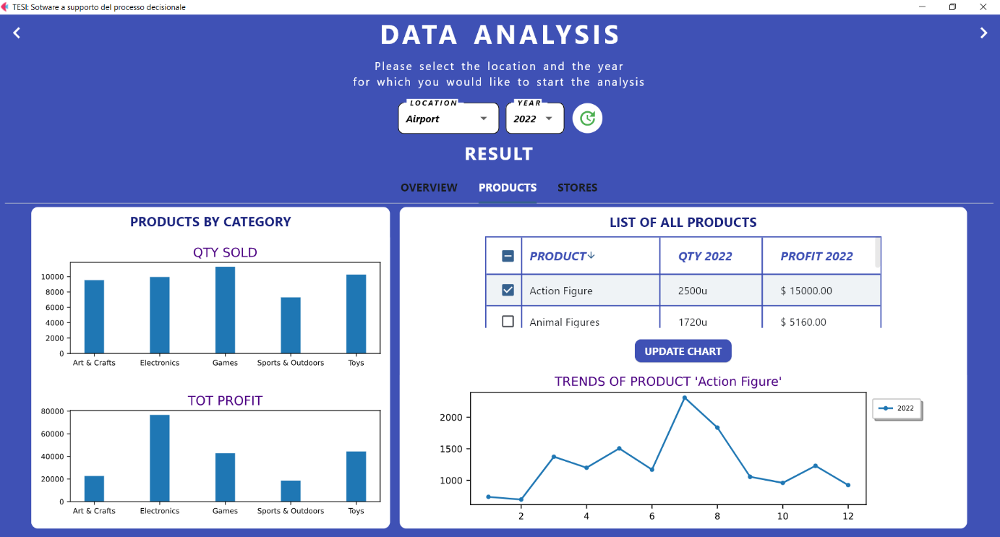 TESI: Sotware a supporto del processo decisionale
DATA ANALYSIS
Please select the location and the year
for which you would like to start the analysis
LOCATION
Airport
YEAR
2022
RESULT
OVERVIEW PRODUCTS STORES
PRODUCTS BY CATEGORY
QTY SOLD
10000
8000
6000
4000
2000
0
Art & Crafts Electronics Games Sports & Outdoors Toys
TOT PROFIT
80000
60000
40000
20000
0
Art & Crafts Electronics Games Sports & Outdoors Toys
LIST OF ALL PRODUCTS
PRODUCT QTY 2022 PROFIT 2022
Action Figure 2500u $ 15000.00
Animal Figures 1720u $ 5160.00
UPDATE CHART
TRENDS OF PRODUCT 'Action Figure'
2000
1500
1000
2 4 6 8 10 12
2022